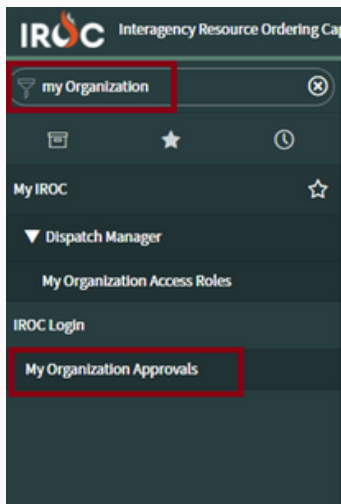 IROC Interagency Resource Ordering Cap
my Organization
My IROC
▼ Dispatch Manager
My Organization Access Roles
IROC Login
My Organization Approvals